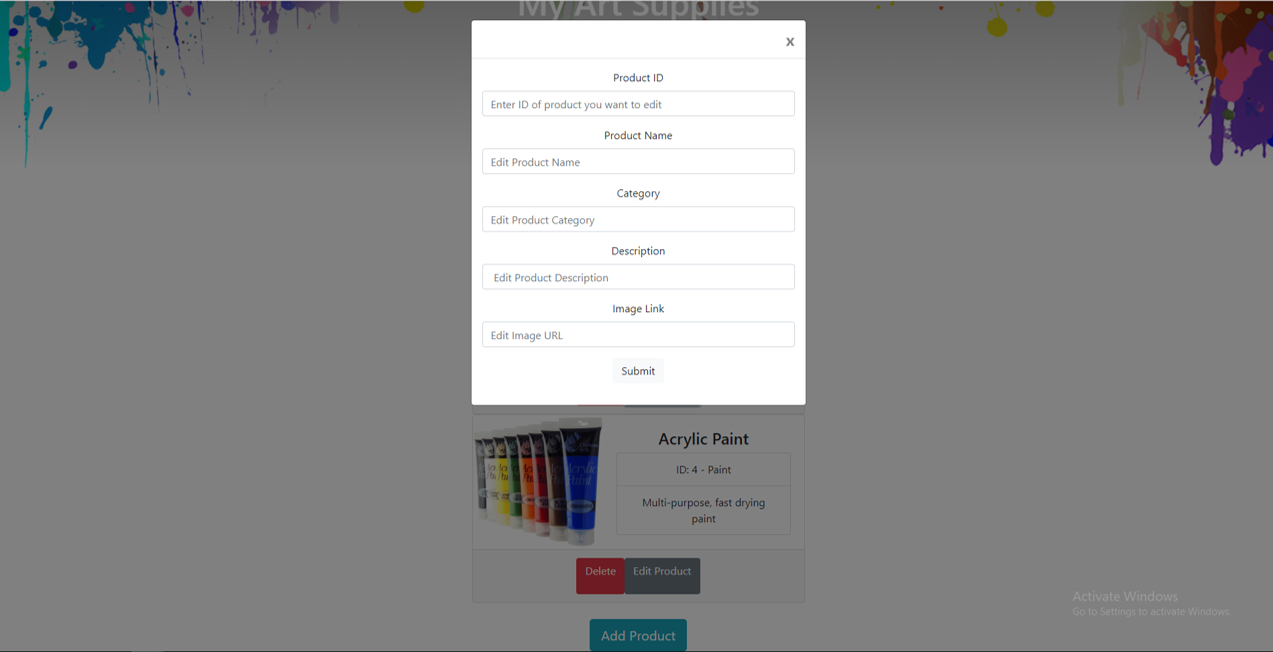 My Art Supplies
x
Product ID
Enter ID of product you want to edit
Product Name
Edit Product Name
Category
Edit Product Category
Description
Edit Product Description
Image Link
Edit Image URL
Submit
Acrylic Paint
ID: 4 - Paint
Multi-purpose, fast drying
paint
Acrylic
Paint
Delete
Edit Product
Activate Windows
Go to Settings to activate Windows.
Add Product